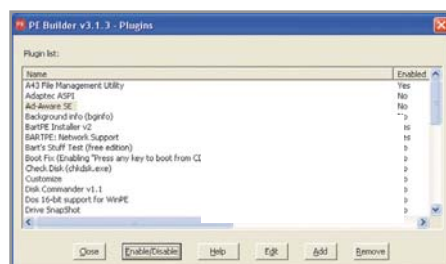 PE Builder v3.1.3 - Plugins
Plugin list:
Name Enabled
A43 File Management Utility Yes
Adaptec ASPI No
Ad-Aware SE No
Background info (bginfo)
BartPE Installer v2 es
BARTPE: Network Support es
Bart's Stuff Test (free edition) o
Boot Fix (Enabling "Press any key to boot from CD o
Check Disk (chkdsk.exe) o
Customize o
Disk Commander v1.1 o
Dos 16-bit support for WinPE o
Drive SnapShot o
Close Enable/Disable Help Edit Add Remove